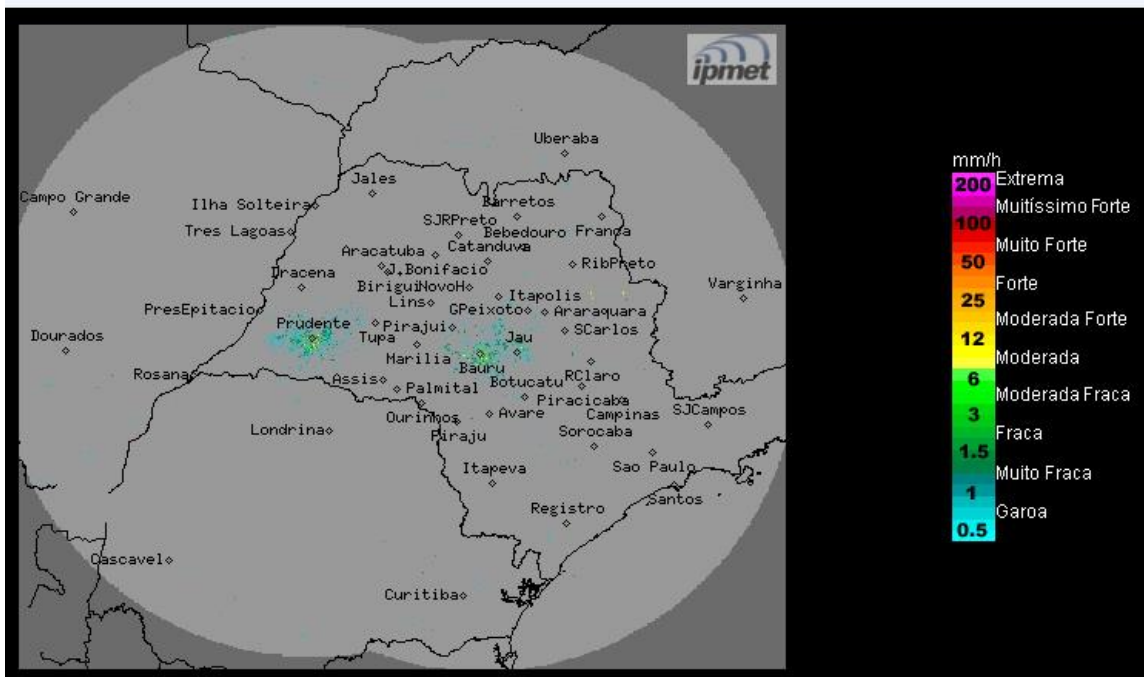 ipmet
Uberaba
Campo Grande
Jales
Ilha Solteira
Barretos
SJRPreto
Tres Lagoas
Bebedouro
Franca
Aracatuba
Catanduva
Dracena
J.Bonifacio
RibPreto
Varginha
Birigui
NovoH
Itapolis
PresEpitacio
Lins
GPeixoto
Araraquara
Prudente
Tupa
Pirajui
SCarlos
Dourados
Marilia
Jau
Bauru
Rosana
Assis
Palmital
Botucatu
RClaro
Piracicaba
Ourinhos
Avare
Campinas
SJCampos
Londrina
Piraju
Sorocaba
Itapeva
Sao Paulo
Santos
Registro
Cascavel
Curitiba
mm/h
200 Extrema
Muitíssimo Forte
100
Muito Forte
50
Forte
25
Moderada Forte
12
Moderada
6
Moderada Fraca
3
Fraca
1.5
Muito Fraca
1
Garoa
0.5